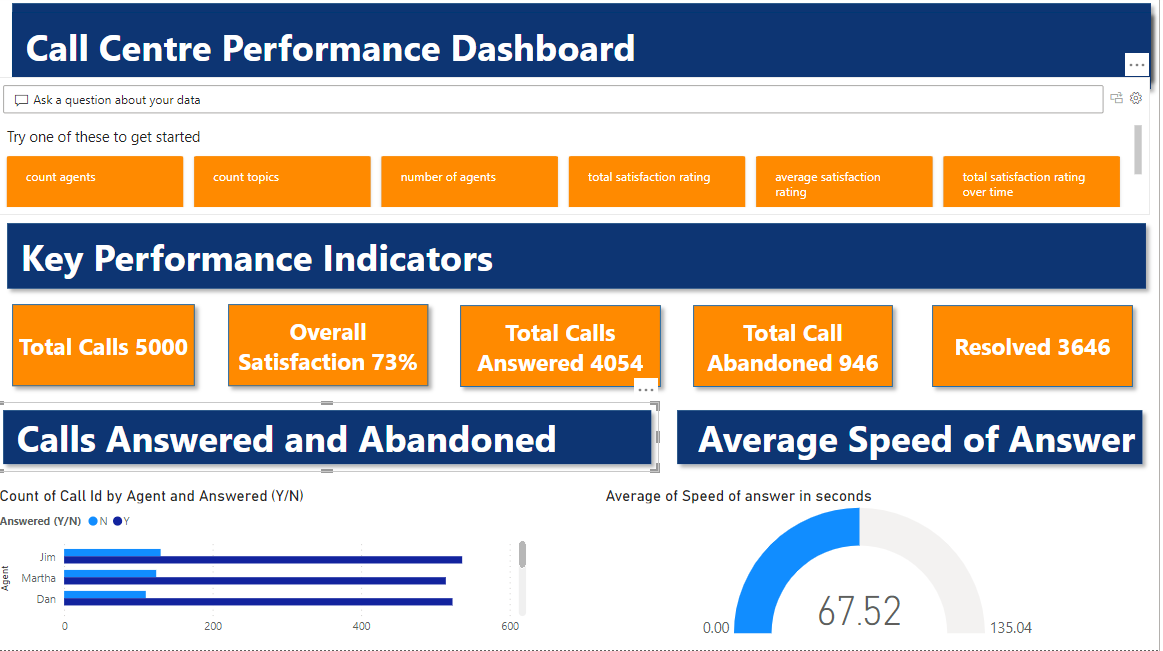 Call Centre Performance Dashboard
Ask a question about your data
Try one of these to get started
count agents
count topics
number of agents
total satisfaction rating
average satisfaction
rating
total satisfaction rating
over time
Key Performance Indicators
Total Calls 5000
Overall
Satisfaction 73%
Total Calls
Answered 4054
Total Call
Abandoned 946
Resolved 3646
Calls Answered and Abandoned
Average Speed of Answer
Count of Call Id by Agent and Answered (Y/N)
Answered (Y/N) N Y
Agent
Jim
Martha
Dan
0 200 400 600
Average of Speed of answer in seconds
67.52
0.00 135.04